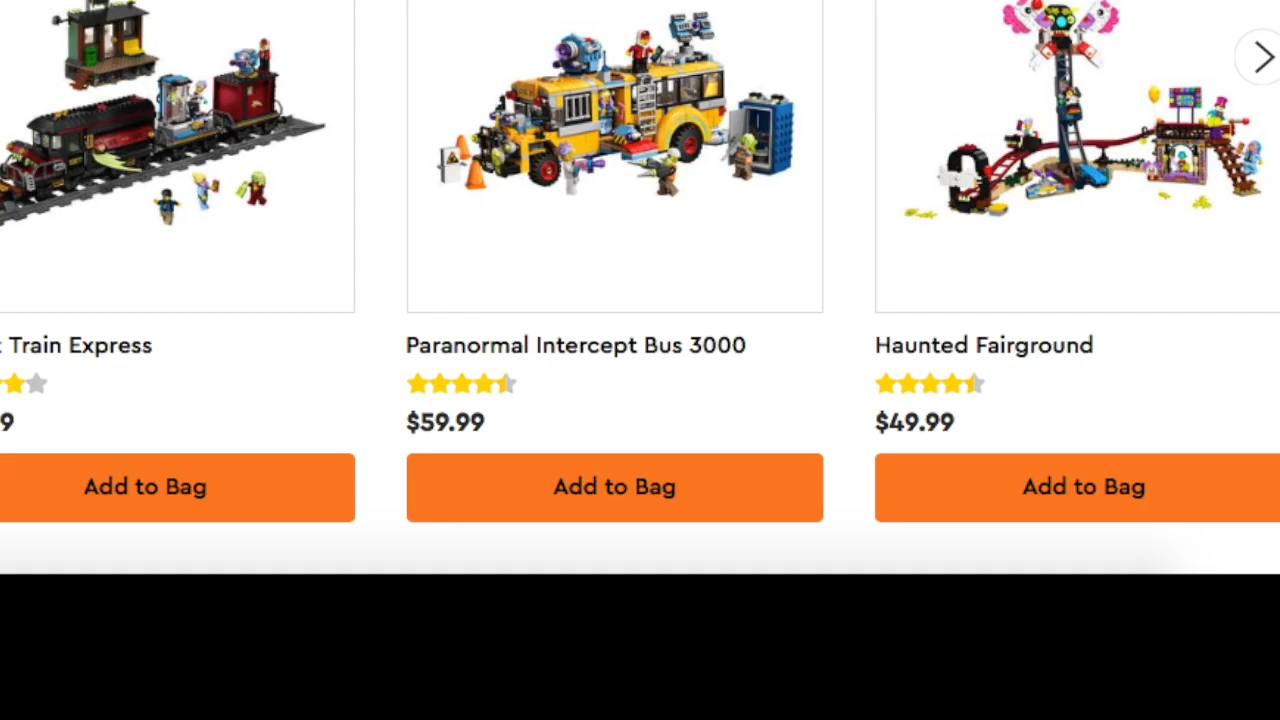 Train Express
Paranormal Intercept Bus 3000
Haunted Fairground
9
$59.99
$49.99
Add to Bag
Add to Bag
Add to Bag